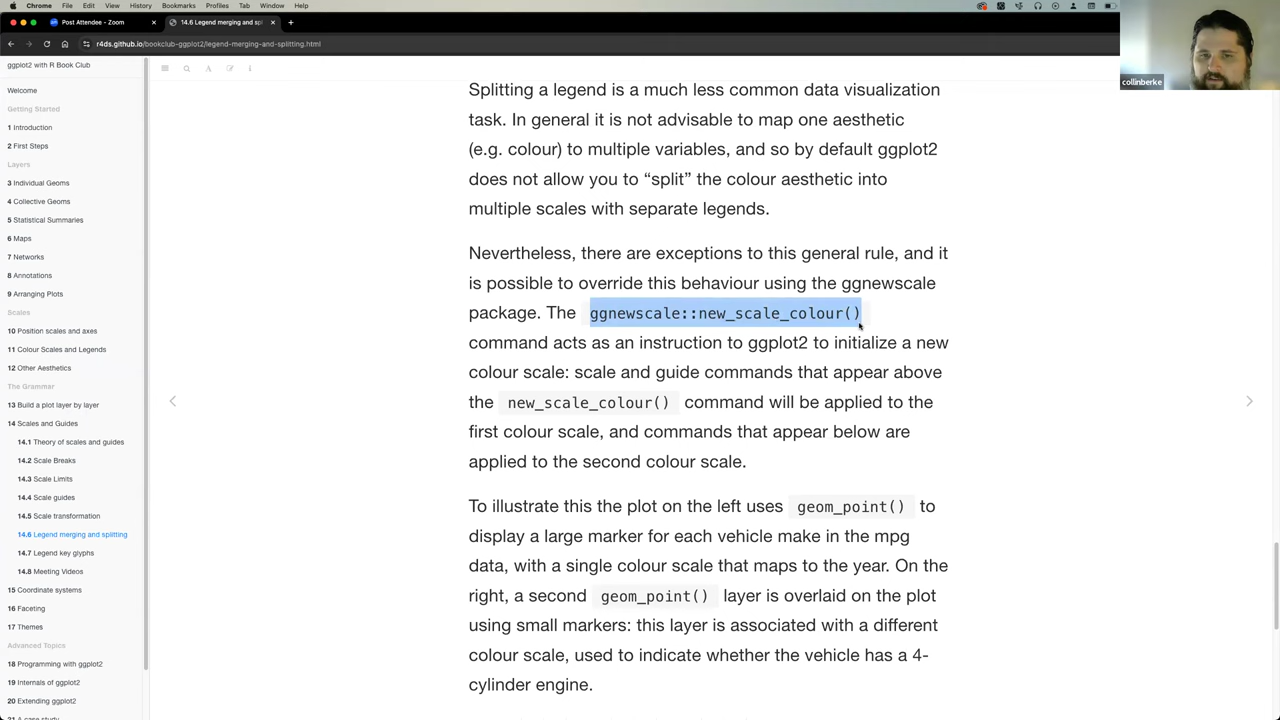 Chrome File Edit View History Bookmarks Profiles Tab Window Help
Post Attendee - Zoom
14.6 Legend merging and spl
r4ds.github.io/bookclub-ggplot2/legend-merging-and-splitting.html
collinberke
ggplot2 with R Book Club
Welcome
Getting Started
1 Introduction
2 First Steps
Layers
3 Individual Geoms
4 Collective Geoms
5 Statistical Summaries
6 Maps
7 Networks
8 Annotations
9 Arranging Plots
Scales
10 Position scales and axes
11 Colour Scales and Legends
12 Other Aesthetics
The Grammar
13 Build a plot layer by layer
14 Scales and Guides
14.1 Theory of scales and guides
14.2 Scale Breaks
14.3 Scale Limits
14.4 Scale guides
14.5 Scale transformation
14.6 Legend merging and splitting
14.7 Legend key glyphs
14.8 Meeting Videos
15 Coordinate systems
16 Faceting
17 Themes
Advanced Topics
18 Programming with ggplot2
19 Internals of ggplot2
20 Extending ggplot2
21 A case study
Splitting a legend is a much less common data visualization
task. In general it is not advisable to map one aesthetic
(e.g. colour) to multiple variables, and so by default ggplot2
does not allow you to “split” the colour aesthetic into
multiple scales with separate legends.
Nevertheless, there are exceptions to this general rule, and it
is possible to override this behaviour using the ggnewscale
package. The ggnewscale::new_scale_colour()
command acts as an instruction to ggplot2 to initialize a new
colour scale: scale and guide commands that appear above
the new_scale_colour() command will be applied to the
first colour scale, and commands that appear below are
applied to the second colour scale.
To illustrate this the plot on the left uses geom_point() to
display a large marker for each vehicle make in the mpg
data, with a single colour scale that maps to the year. On the
right, a second geom_point() layer is overlaid on the plot
using small markers: this layer is associated with a different
colour scale, used to indicate whether the vehicle has a 4-
cylinder engine.